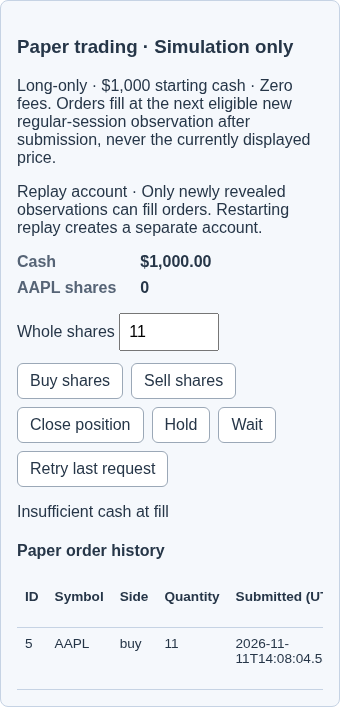 Paper trading · Simulation only
Long-only · $1,000 starting cash · Zero
fees. Orders fill at the next eligible new
regular-session observation after
submission, never the currently displayed
price.
Replay account · Only newly revealed
observations can fill orders. Restarting
replay creates a separate account.
Cash $1,000.00
AAPL shares 0
Whole shares 11
Buy shares Sell shares
Close position Hold Wait
Retry last request
Insufficient cash at fill
Paper order history
ID Symbol Side Quantity Submitted
5 AAPL buy 11 2026-11-
11T14:08:04.5